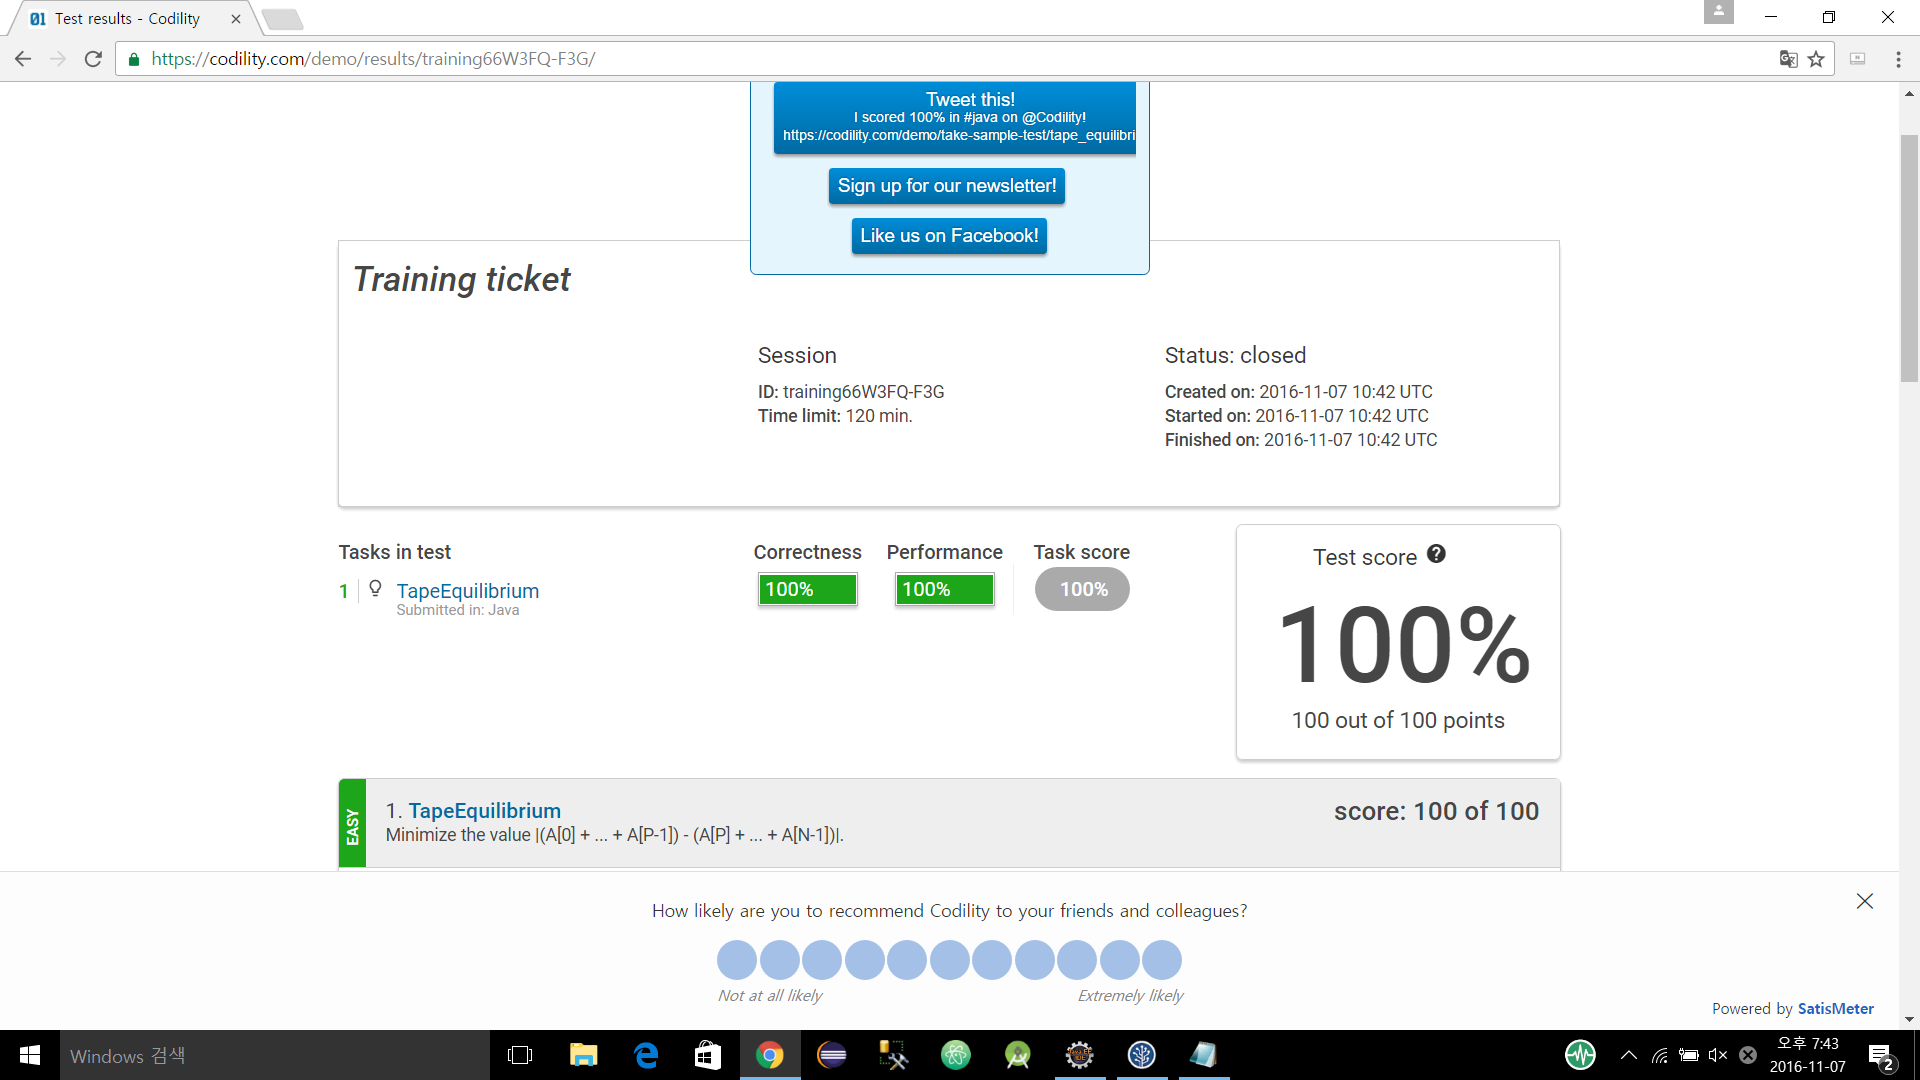 Test results - Codility
https://codility.com/demo/results/training66W3FQ-F3G/
Tweet this!
I scored 100% in #java on @Codility!
https://codility.com/demo/take-sample-test/tape_equilibri
Sign up for our newsletter!
Like us on Facebook!
Training ticket
Session
ID: training66W3FQ-F3G
Time limit: 120 min.
Status: closed
Created on: 2016-11-07 10:42 UTC
Started on: 2016-11-07 10:42 UTC
Finished on: 2016-11-07 10:42 UTC
Tasks in test
Correctness
Performance
Task score
1
TapeEquilibrium
Submitted in: Java
100%
100%
100%
Test score
100%
100 out of 100 points
EASY
1. TapeEquilibrium
Minimize the value |(A[0] + ... + A[P-1]) - (A[P] + ... + A[N-1])|.
score: 100 of 100
How likely are you to recommend Codility to your friends and colleagues?
Not at all likely
Extremely likely
Powered by SatisMeter
Windows 검색
오후 7:43
2016-11-07
2